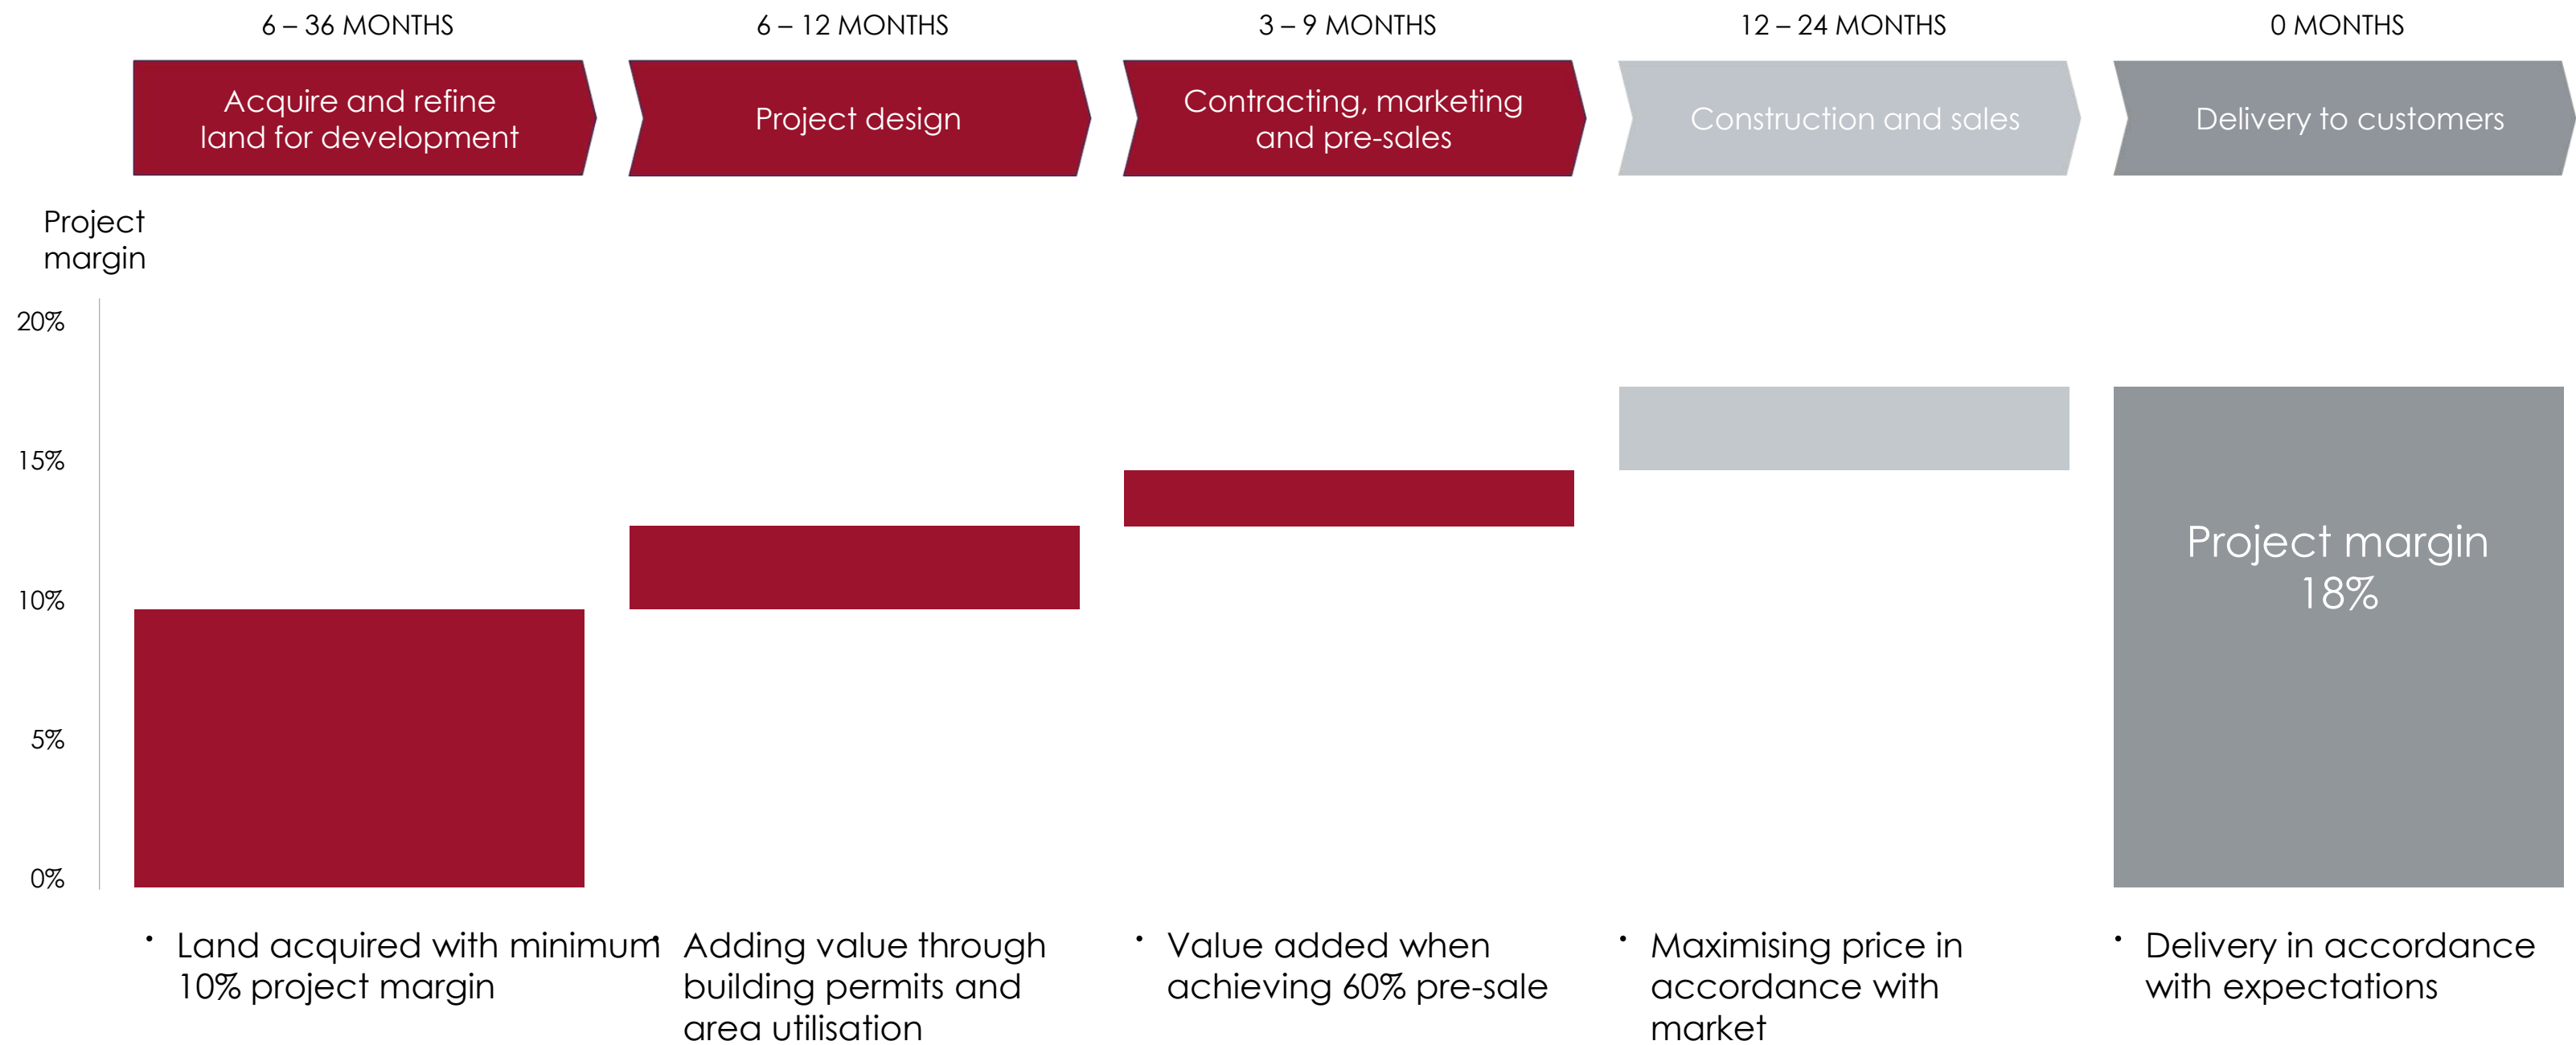 6 – 36 MONTHS
6 – 12 MONTHS
3 – 9 MONTHS
12 – 24 MONTHS
0 MONTHS
Acquire and refine
land for development
Project design
Contracting, marketing
and pre-sales
Construction and sales
Delivery to customers
Project
margin
20%
15%
10%
5%
0%
Project margin
18%
• Land acquired with minimum
10% project margin
• Adding value through
building permits and
area utilisation
• Value added when
achieving 60% pre-sale
• Maximising price in
accordance with
market
• Delivery in accordance
with expectations